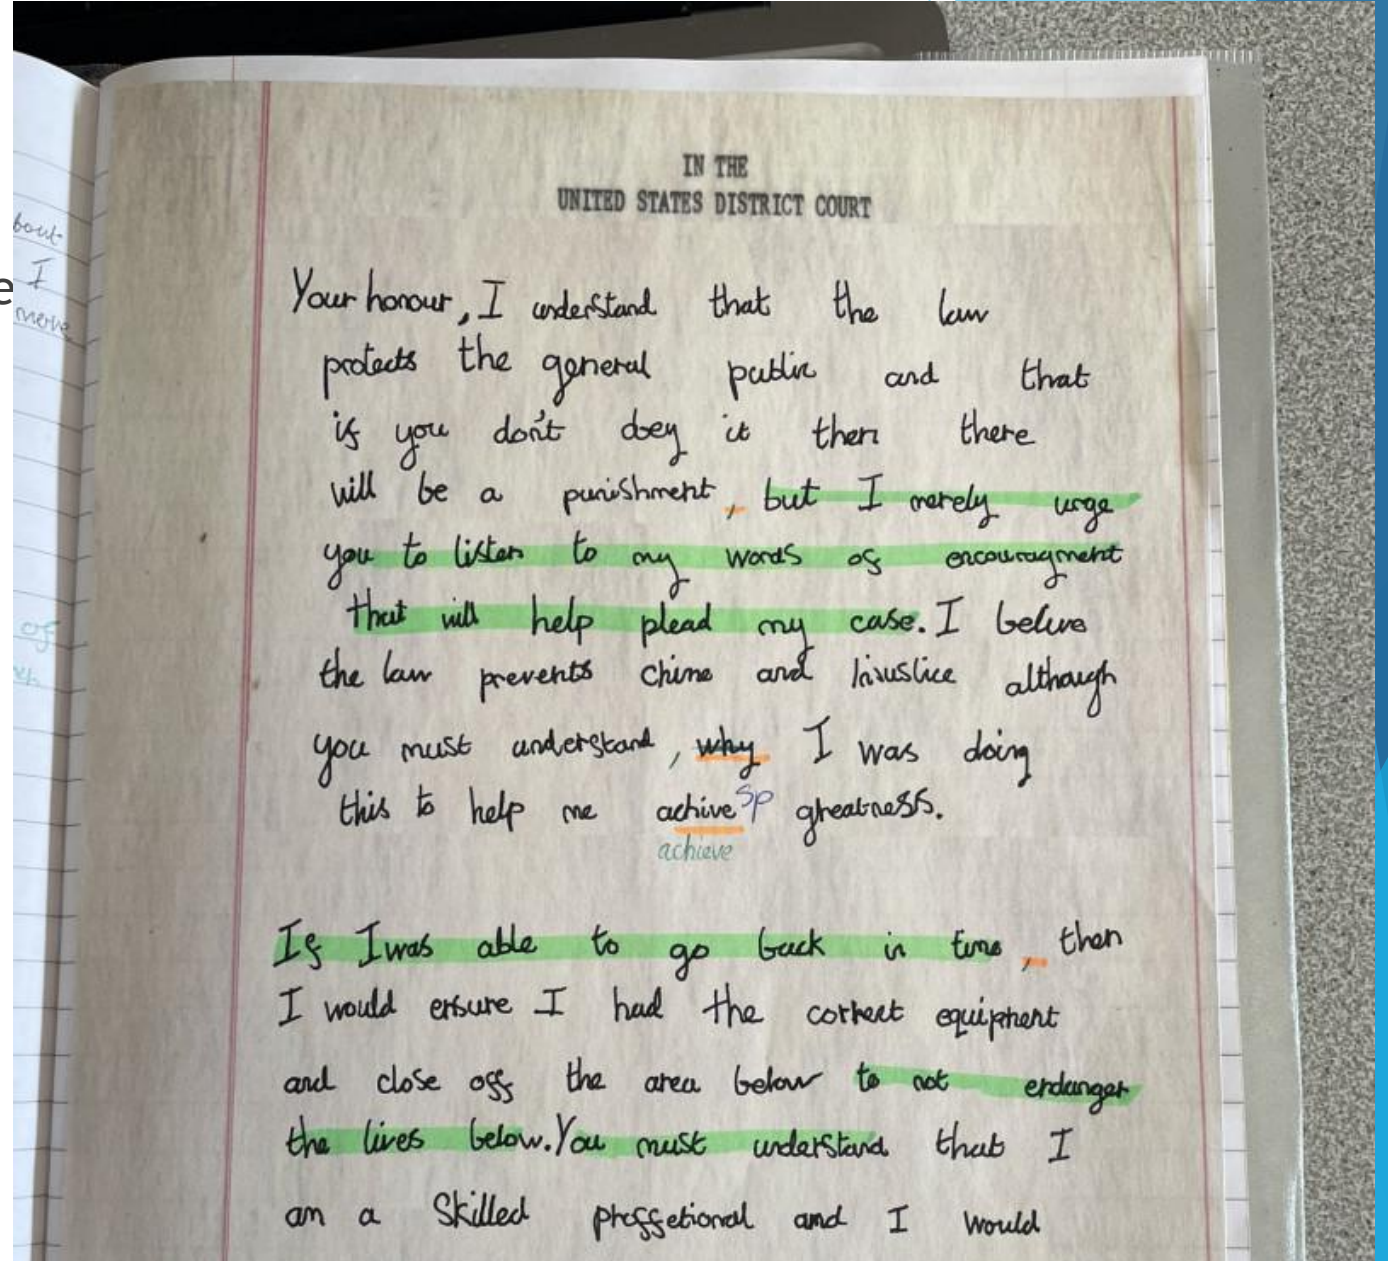 bout
I
e
merve
of
IN THE
UNITED STATES DISTRICT COURT
Your honour, I understand that the law
protects the general public and that
if you don't obey it then there
will be a punishment, but I merely urge
you to listen to my words of encouragment
that will help plead my case. I belive
the law prevents crime and injustice although
you must understand, why I was doing
this to help me achive sp greatness.
achieve
If I was able to go back in time, then
I would ensure I had the correct equipment
and close off the area below to not endanger
the lives below. You must understand that I
am a skilled proffetional and I would